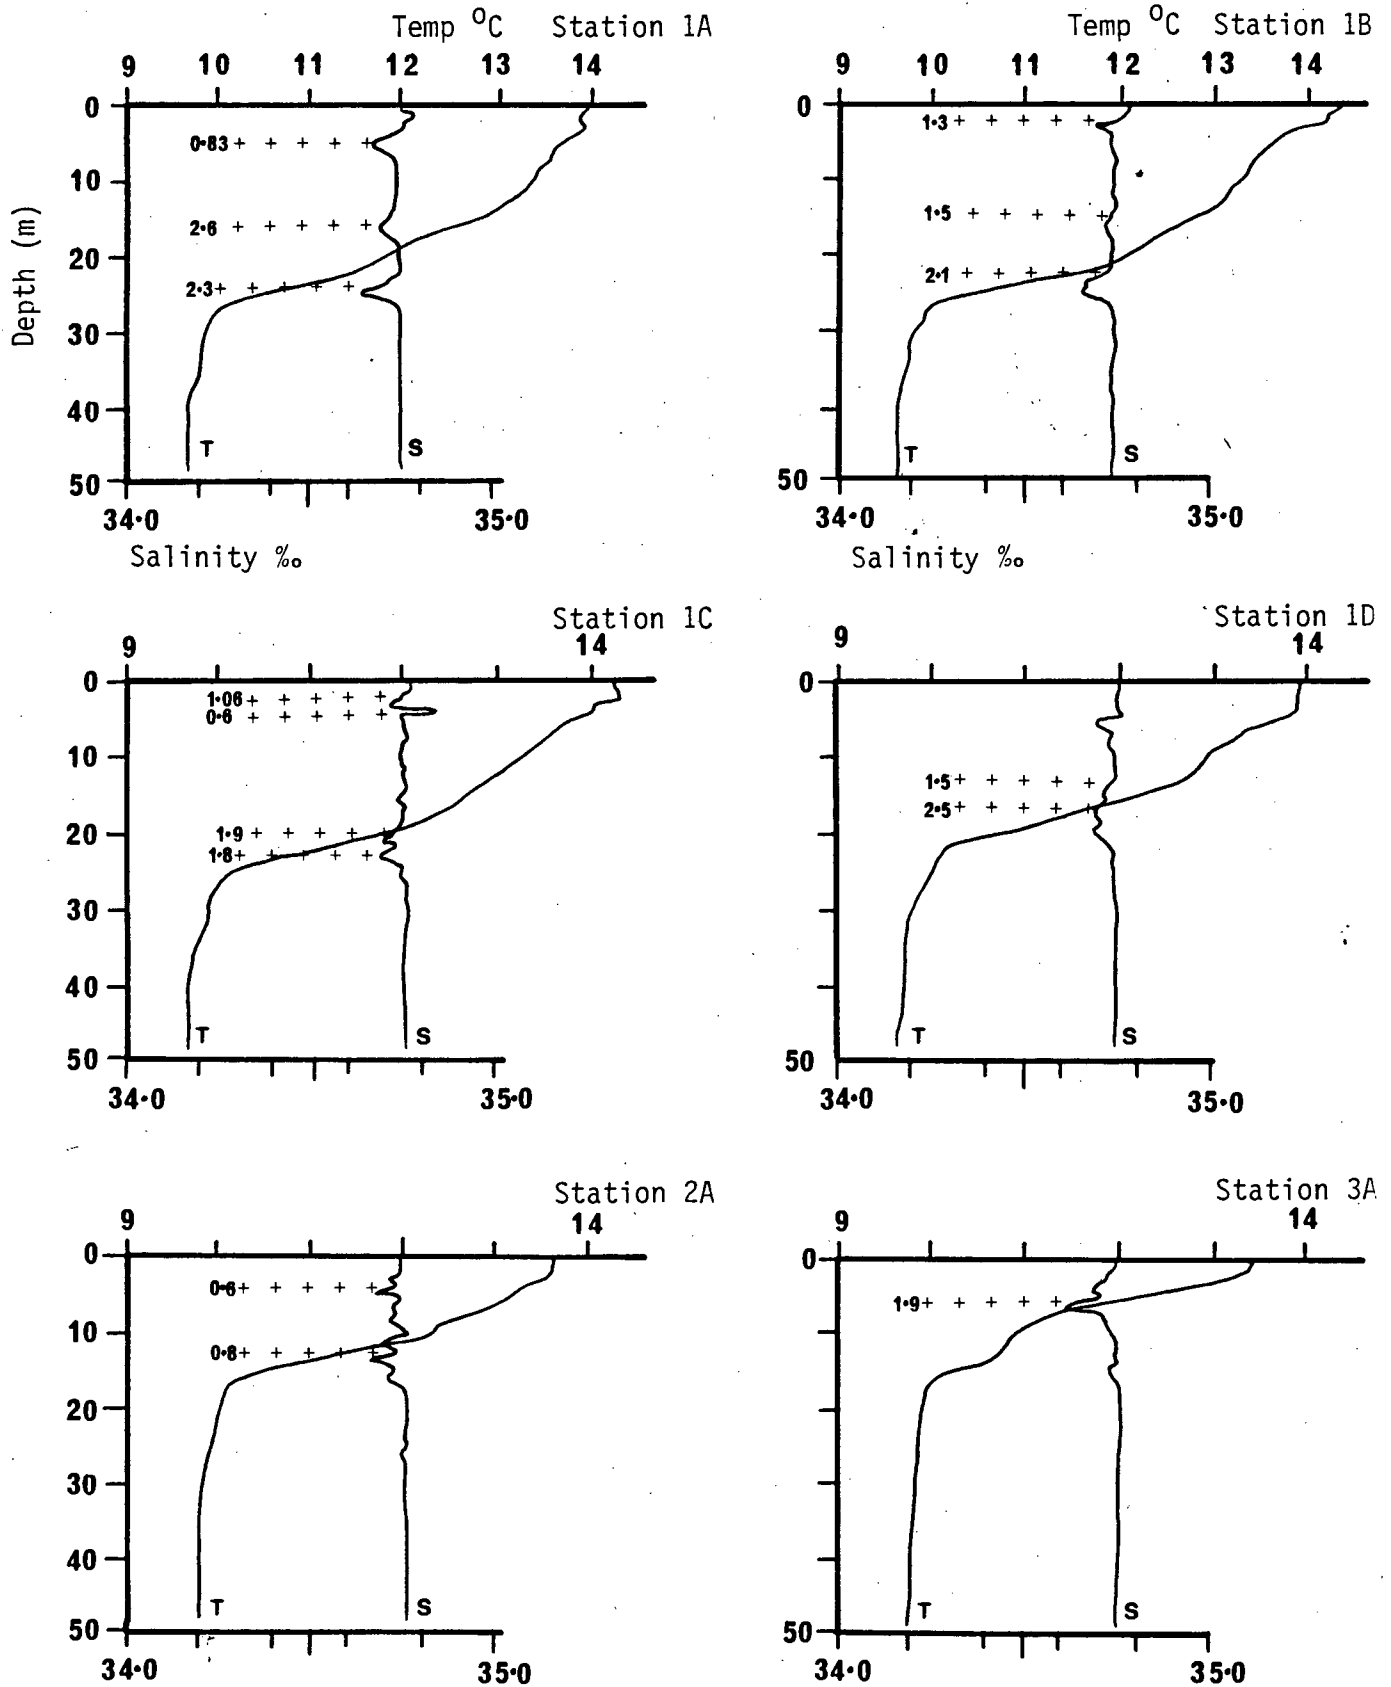 Temp °C Station 1A
9 10 11 12 13 14
0
0·83
10
2·6
20
2·3
30
40
T S
50
34·0 35·0
Depth (m)
Salinity ‰
Temp °C Station 1B
9 10 11 12 13 14
0
1·3
1·5
2·1
T S
50
34·0 35·0
Salinity ‰
Station 1C
9 14
0
1·06
0·6
10
20
1·9
1·8
30
40
T S
50
34·0 35·0
Station 1D
9 14
0
1·5
2·5
T S
50
34·0 35·0
Station 2A
9 14
0
0·6
10
0·8
20
30
40
T S
50
34·0 35·0
Station 3A
9 14
0
1·9
T S
50
34·0 35·0